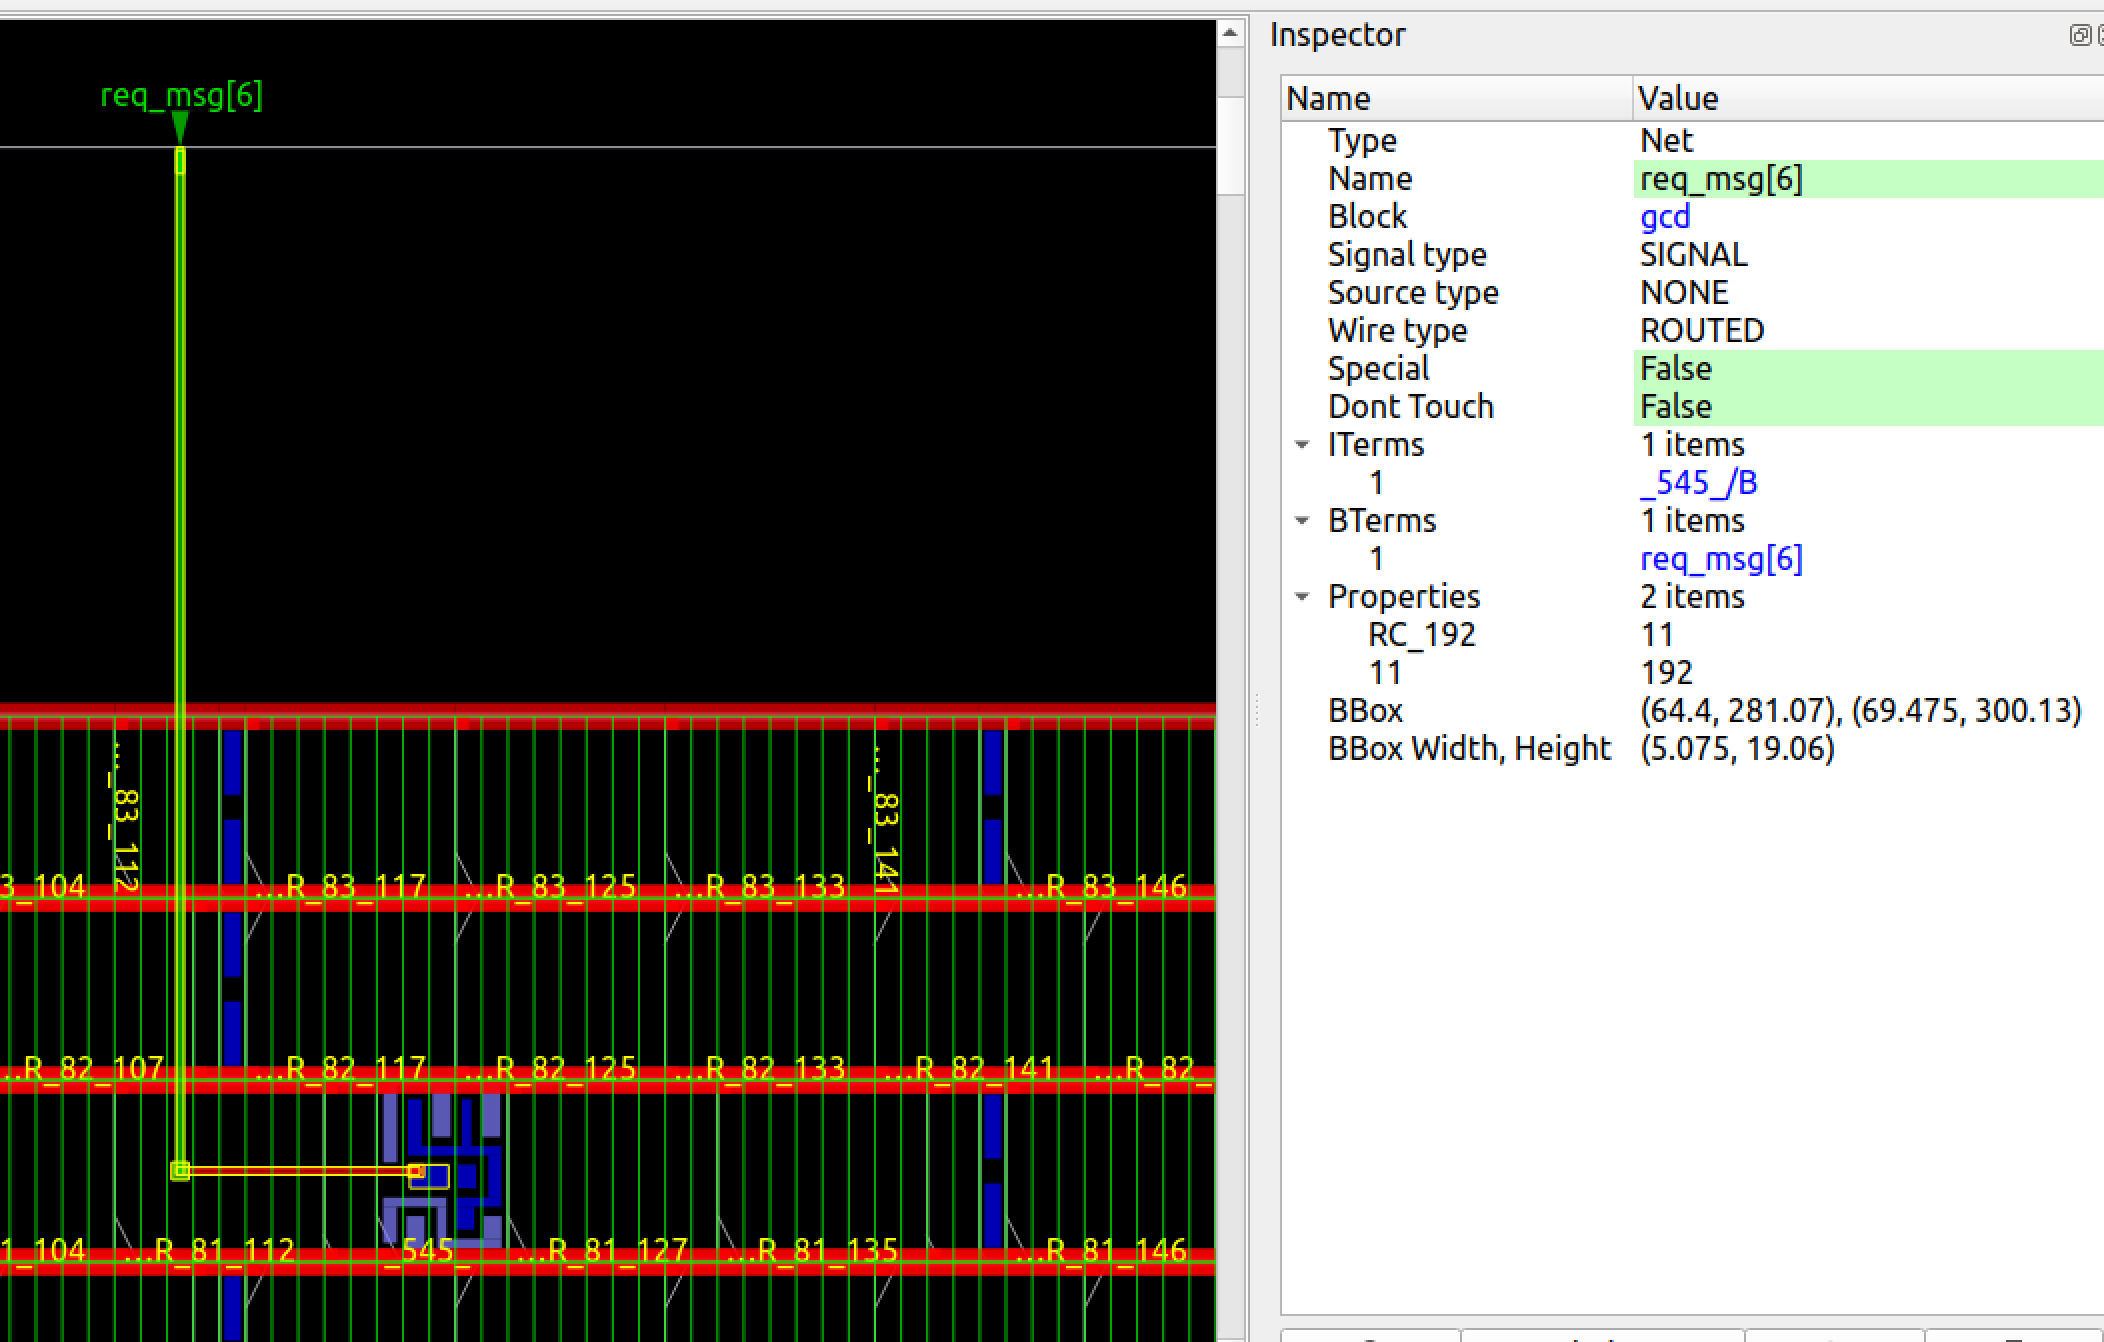 req_msg[6]
..._83_112
..._83_141
3_104
...R_83_117
...R_83_125
...R_83_133
...R_83_146
...R_82_107
...R_82_117
...R_82_125
...R_82_133
...R_82_141
...R_82_
1_104
...R_81_112
_545_
...R_81_127
...R_81_135
...R_81_146
Inspector
Name Value
Type Net
Name req_msg[6]
Block gcd
Signal type SIGNAL
Source type NONE
Wire type ROUTED
Special False
Dont Touch False
ITerms 1 items
1 _545_/B
BTerms 1 items
1 req_msg[6]
Properties 2 items
RC_192 11
11 192
BBox (64.4, 281.07), (69.475, 300.13)
BBox Width, Height (5.075, 19.06)